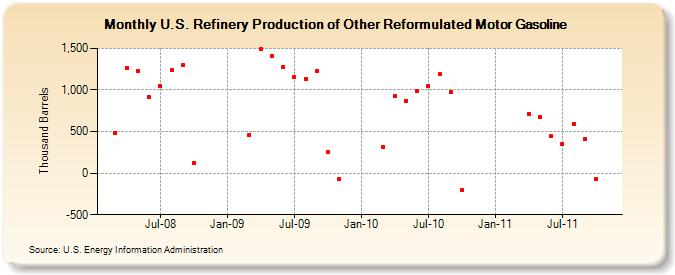 Monthly U.S. Refinery Production of Other Reformulated Motor Gasoline
Thousand Barrels
1,500
1,000
500
0
-500
Jul-08 Jan-09 Jul-09 Jan-10 Jul-10 Jan-11 Jul-11
Source: U.S. Energy Information Administration